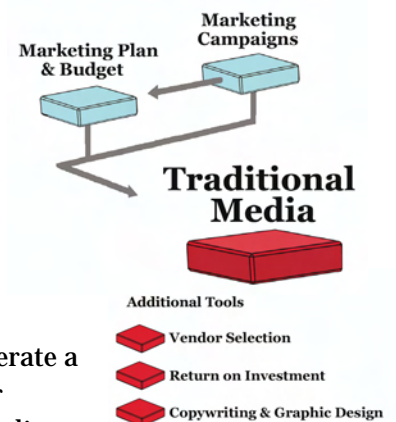 Marketing
Campaigns
Marketing Plan
& Budget
Traditional
Media
Additional Tools
Vendor Selection
Return on Investment
Copywriting & Graphic Design